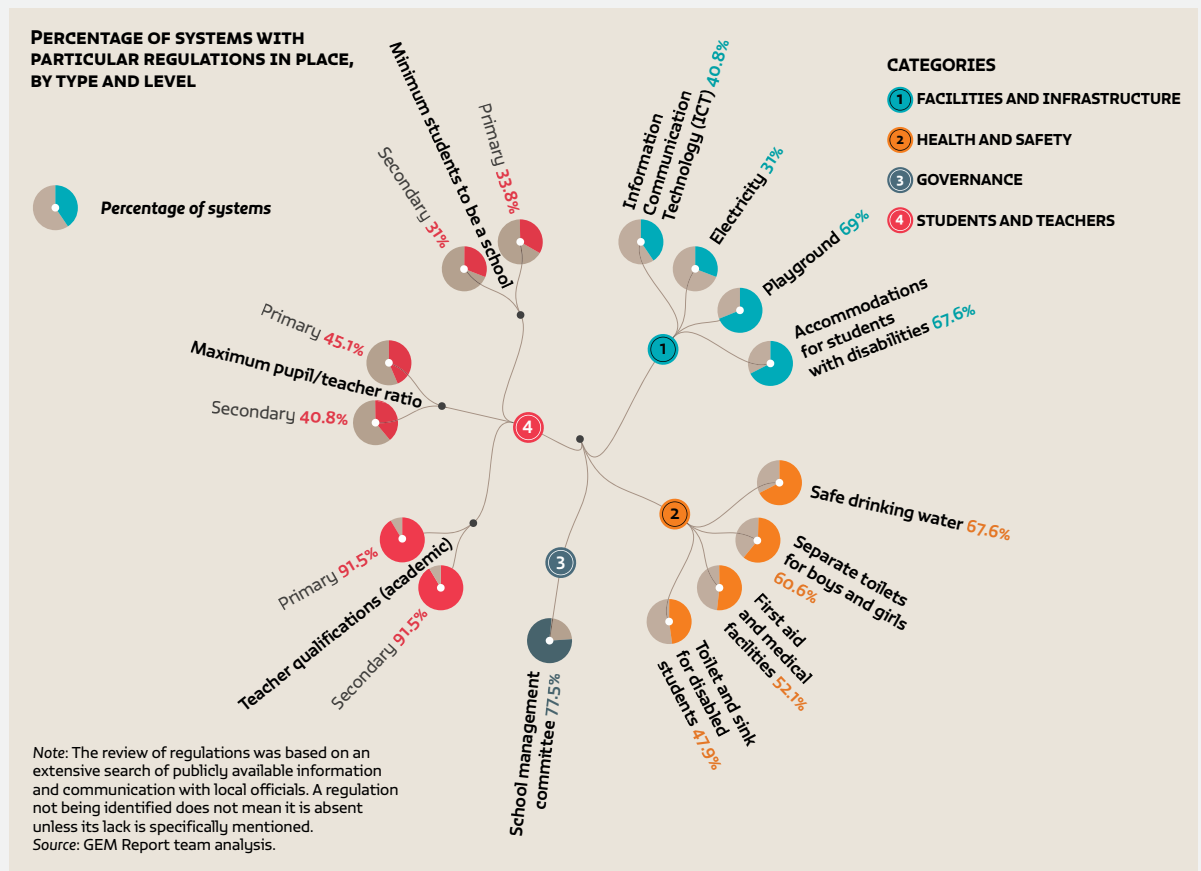 PERCENTAGE OF SYSTEMS WITH
PARTICULAR REGULATIONS IN PLACE,
BY TYPE AND LEVEL
Percentage of systems
CATEGORIES
1 FACILITIES AND INFRASTRUCTURE
2 HEALTH AND SAFETY
3 GOVERNANCE
4 STUDENTS AND TEACHERS
Minimum students to be a school
Primary 33.8%
Secondary 31%
Maximum pupil/teacher ratio
Primary 45.1%
Secondary 40.8%
Teacher qualifications (academic)
Primary 91.5%
Secondary 91.5%
4
1
Information
Communication
Technology (ICT) 40.8%
Electricity 31%
Playground 69%
Accommodations
for students
with disabilities 67.6%
2
Safe drinking water 67.6%
Separate toilets
for boys and girls
60.6%
First aid
and medical
facilities 52.1%
Toilet and sink
for disabled
students 47.9%
3
School management
committee 77.5%
Note: The review of regulations was based on an
extensive search of publicly available information
and communication with local officials. A regulation
not being identified does not mean it is absent
unless its lack is specifically mentioned.
Source: GEM Report team analysis.